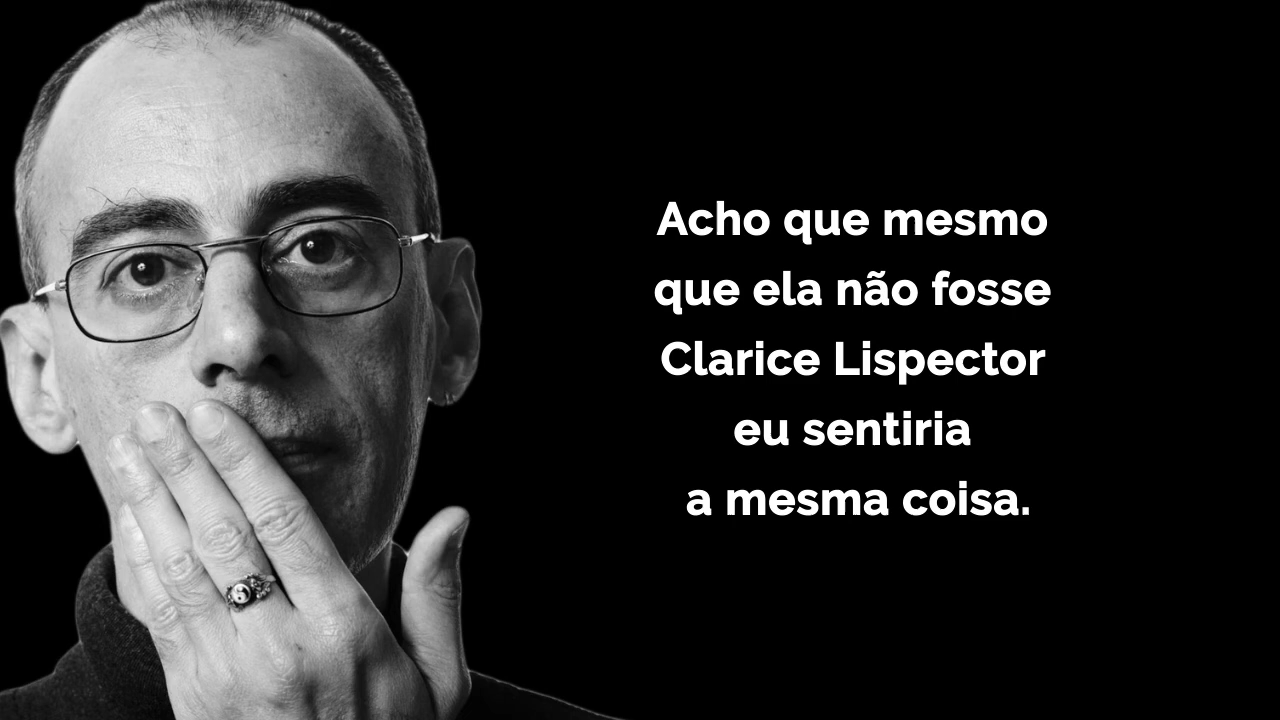 Acho que mesmo
que ela não fosse
Clarice Lispector
eu sentiria
a mesma coisa.